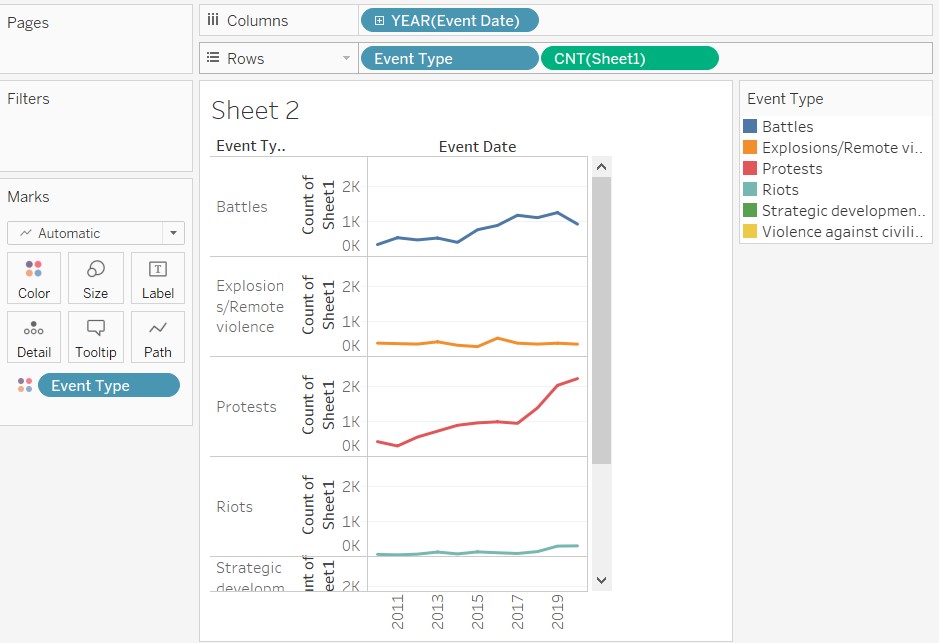 Pages
Columns
YEAR(Event Date)
Rows
Event Type
CNT(Sheet1)
Filters
Marks
Automatic
Color
Size
Label
Detail
Tooltip
Path
Event Type
Sheet 2
Event Ty..
Event Date
Battles
Count of
Sheet1
2K
1K
0K
Explosion
s/Remote
violence
Count of
Sheet1
2K
1K
0K
Protests
Count of
Sheet1
2K
1K
0K
Riots
Count of
Sheet1
2K
1K
0K
Strategic
developm
nt of
eet1
2K
2011
2013
2015
2017
2019
Event Type
Battles
Explosions/Remote vi..
Protests
Riots
Strategic developmen..
Violence against civili..